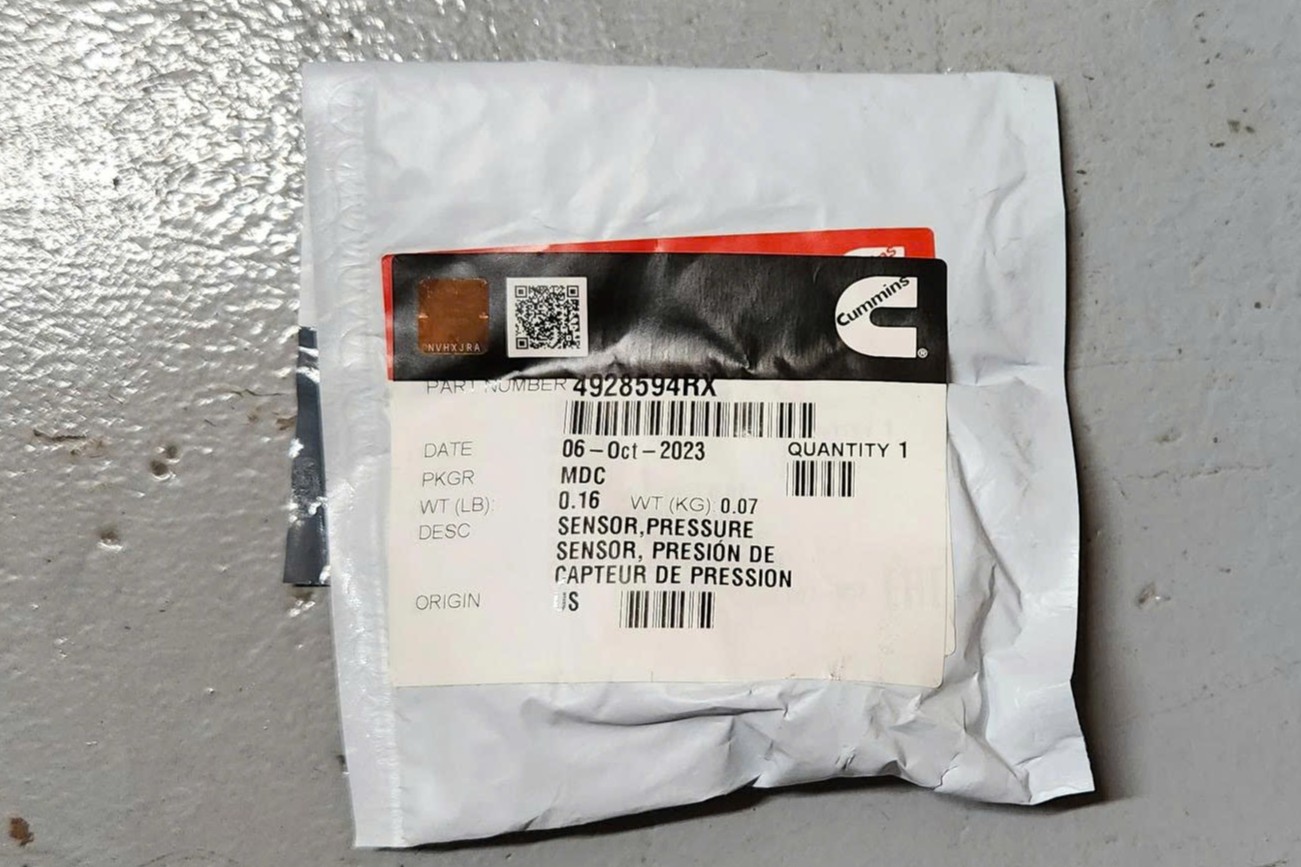 Cummins
®
NVHXJRA
PART NUMBER 4928594RX
DATE 06-Oct-2023 QUANTITY 1
PKGR MDC
WT (LB): 0.16 WT (KG) 0.07
DESC SENSOR,PRESSURE
SENSOR, PRESIÓN DE
CAPTEUR DE PRESSION
ORIGIN US